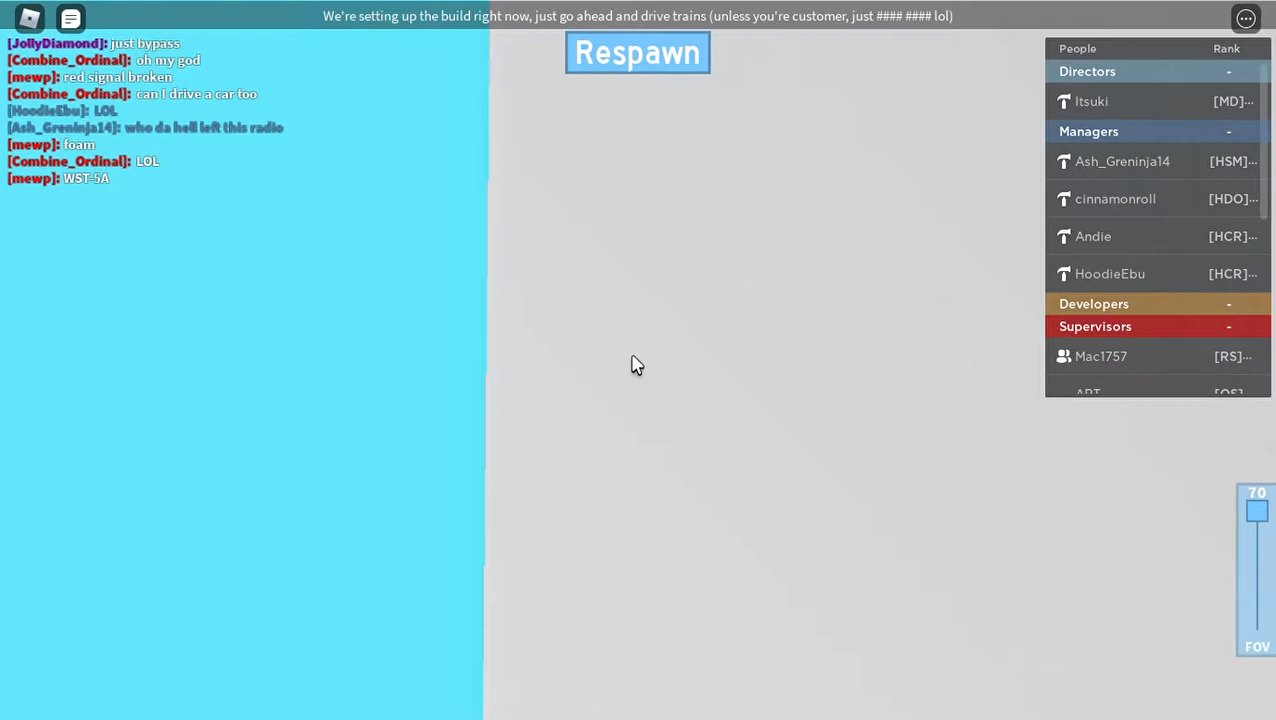 We're setting up the build right now, just go ahead and drive trains (unless you're customer, just #### #### lol)
Respawn
[JollyDiamond]: just bypass
[Combine_Ordinal]: oh my god
[mewp]: red signal broken
[Combine_Ordinal]: can I drive a car too
[HoodieEbu]: LOL
[Ash_Greninja14]: who da hell left this radio
[mewp]: foam
[Combine_Ordinal]: LOL
[mewp]: WST-5A
People Rank
Directors -
Itsuki [MD]...
Managers -
Ash_Greninja14 [HSM]...
cinnamonroll [HDO]...
Andie [HCR]...
HoodieEbu [HCR]...
Developers -
Supervisors -
Mac1757 [RS]...
70
FOV